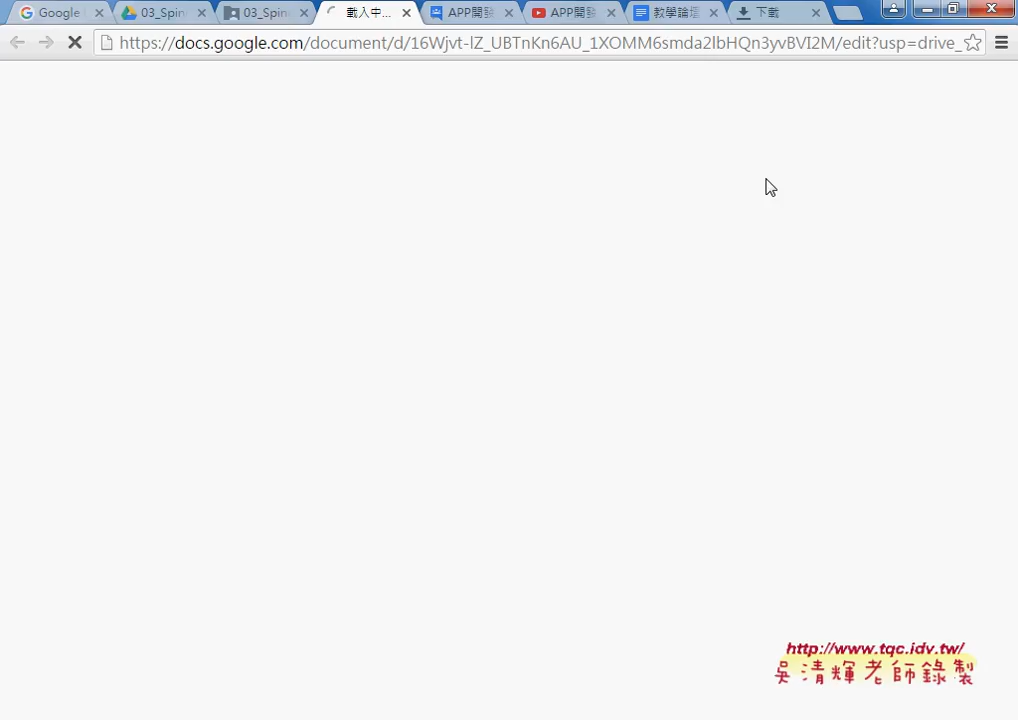 Google
03_Spin
03_Spin
載入中...
APP開發
APP開發
教學論壇
下載
https://docs.google.com/document/d/16Wjvt-lZ_UBTnKn6AU_1XOMM6smda2lbHQn3yvBVI2M/edit?usp=drive_
http://www.tqc.idv.tw/
吳清輝老師錄製